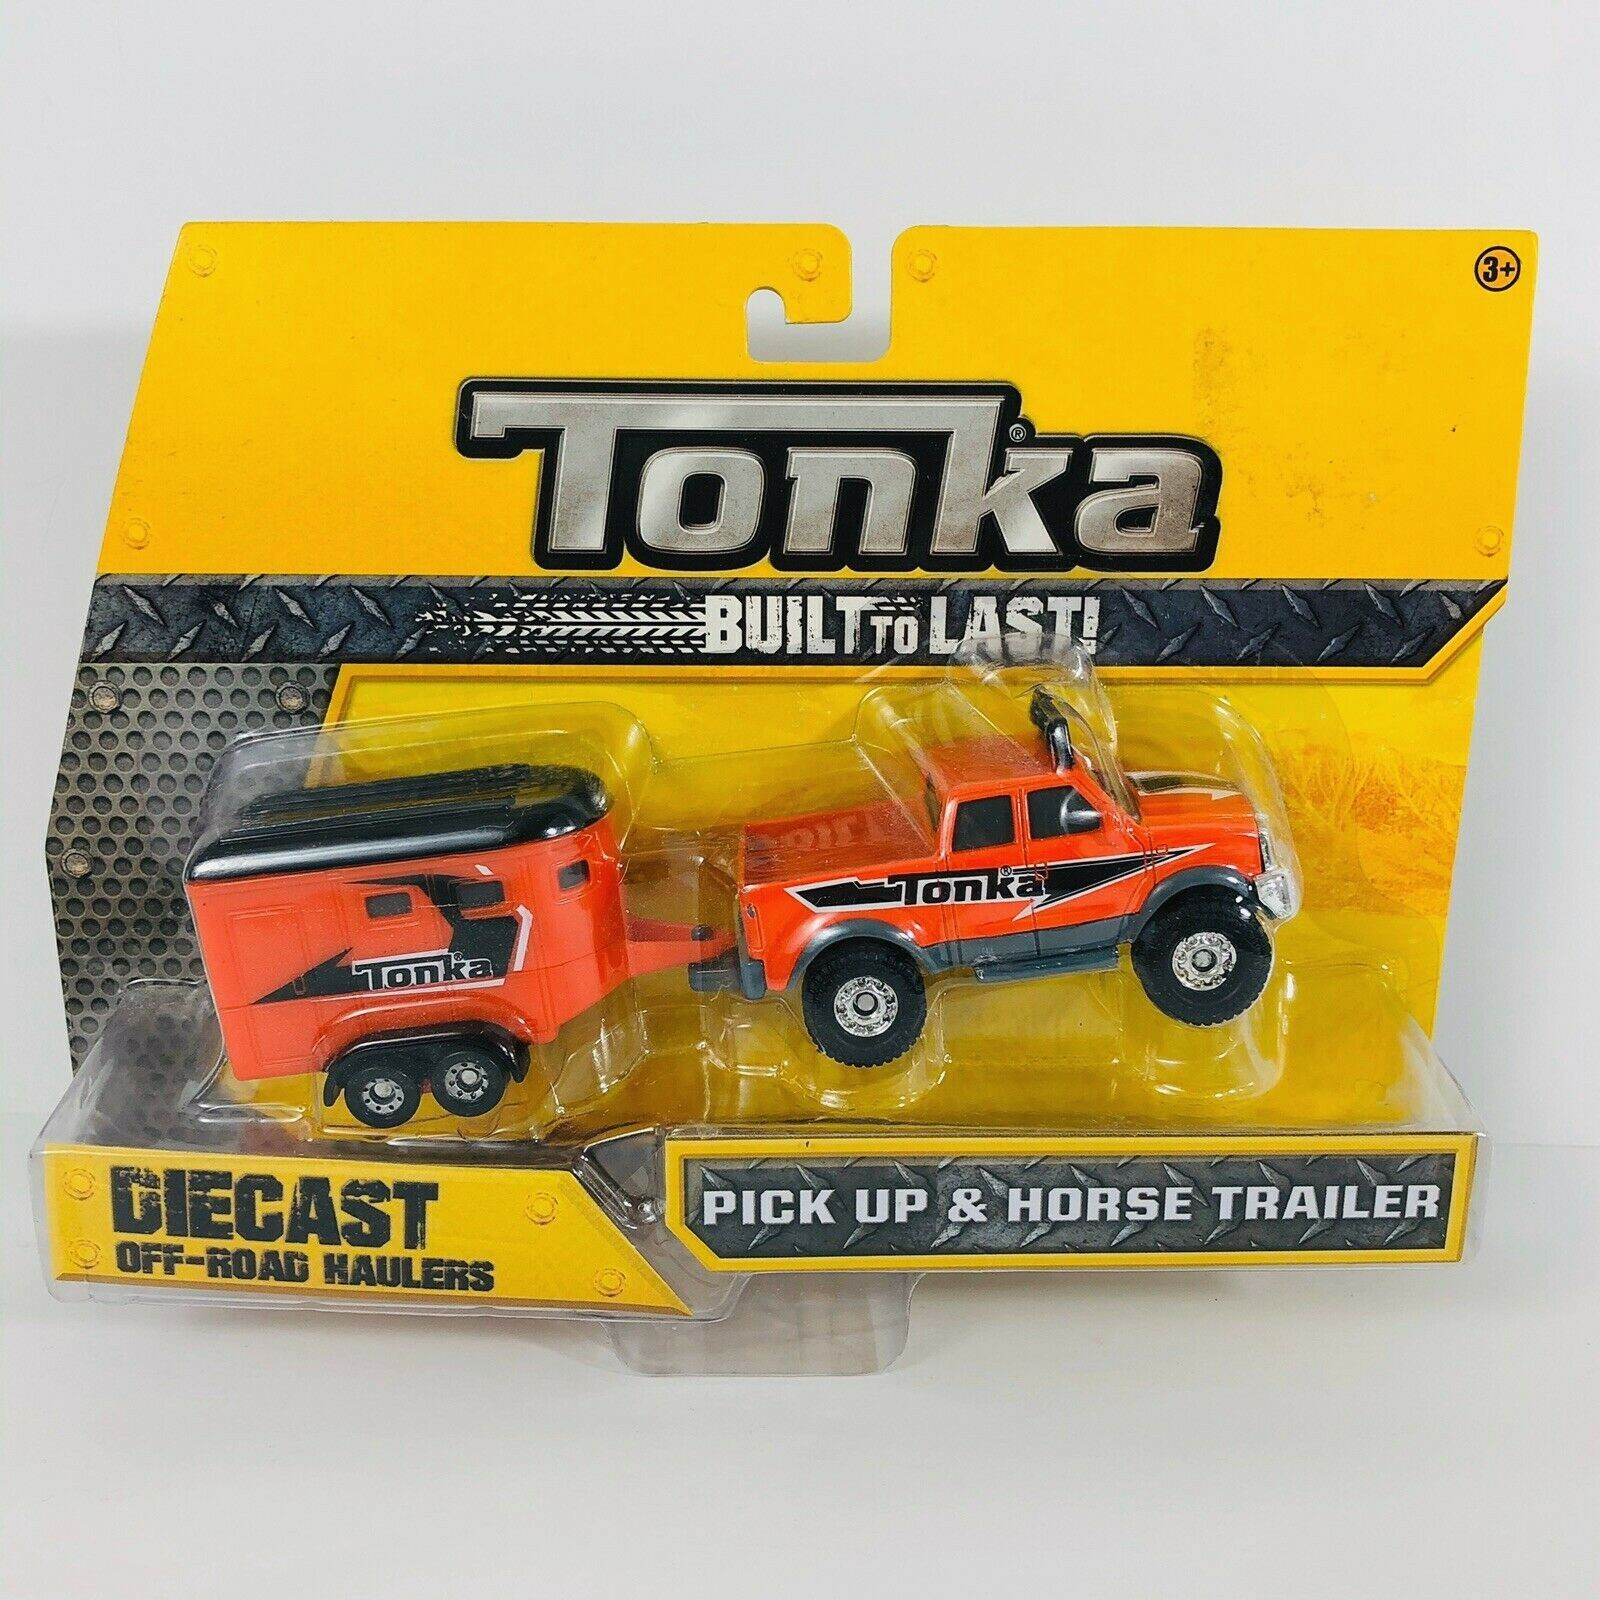 3+
Tonka®
BUILT TO LAST!
Tonka®
Tonka®
DIECAST
OFF-ROAD HAULERS
PICK UP & HORSE TRAILER